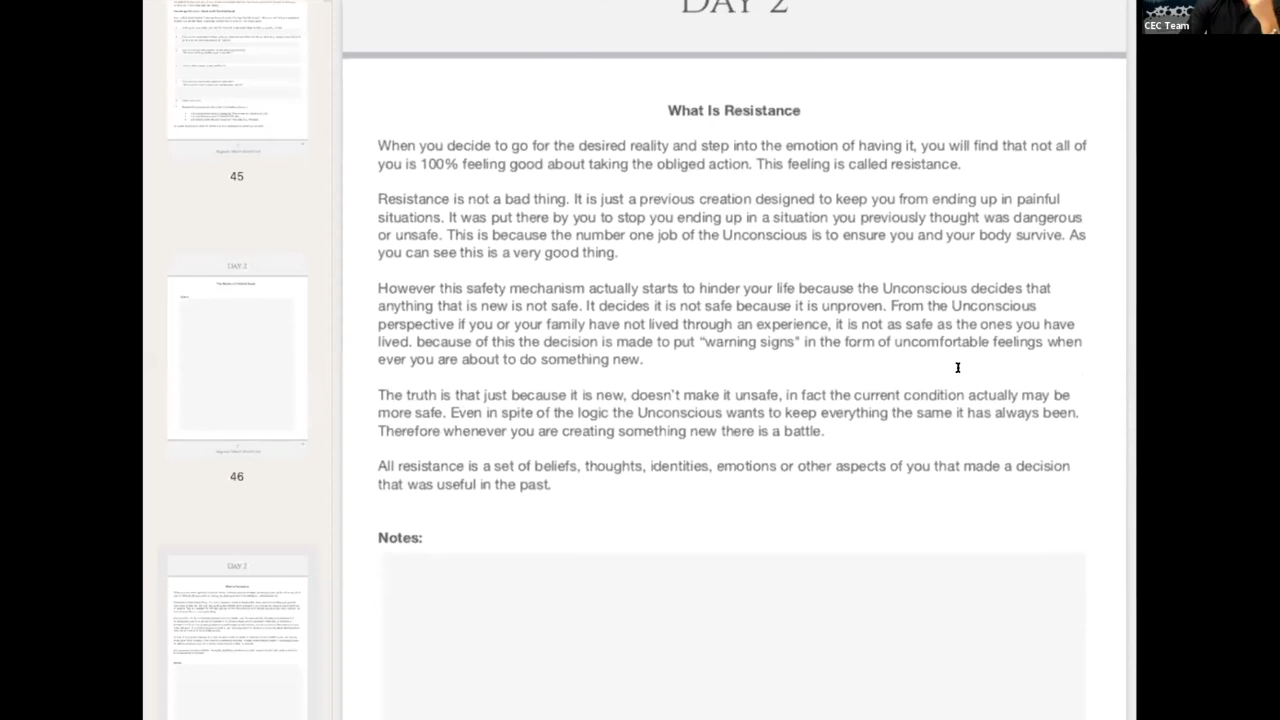 DAY 2
CEC Team
What Is Resistance
When you decide to go for the desired reality and step into the emotion of having it, you will find that not all of
you is 100% feeling good about taking the obliged action. This feeling is called resistance.
Resistance is not a bad thing. It is just a previous creation designed to keep you from ending up in painful
situations. It was put there by you to stop you ending up in a situation you previously thought was dangerous
or unsafe. This is because the number one job of the Unconscious is to ensure you and your body survive. As
you can see this is a very good thing.
However this safety mechanism actually starts to hinder your life because the Unconscious decides that
anything that is new is not safe. It decides it is not safe because it is unproven. From the Unconscious
perspective if you or your family have not lived through an experience, it is not as safe as the ones you have
lived. because of this the decision is made to put “warning signs” in the form of uncomfortable feelings when
ever you are about to do something new.
The truth is that just because it is new, doesn’t make it unsafe, in fact the current condition actually may be
more safe. Even in spite of the logic the Unconscious wants to keep everything the same it has always been.
Therefore whenever you are creating something new there is a battle.
All resistance is a set of beliefs, thoughts, identities, emotions or other aspects of you that made a decision
that was useful in the past.
Notes:
45
DAY 2
46
DAY 2
What Is Resistance